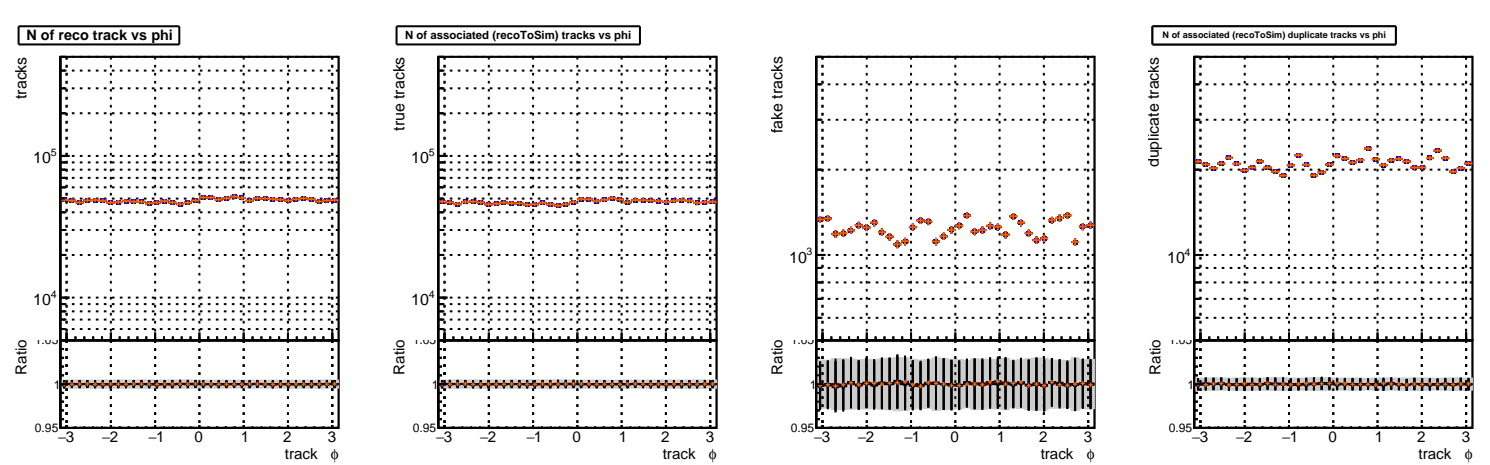 N of reco track vs phi
tracks
10^5
10^4
Ratio
1
0.95
−3 −2 −1 0 1 2 3
track φ
N of associated (recoToSim) tracks vs phi
true tracks
10^5
10^4
Ratio
1
0.95
−3 −2 −1 0 1 2 3
track φ
fake tracks
10^3
Ratio
1
0.95
−3 −2 −1 0 1 2 3
track φ
N of associated (recoToSim) duplicate tracks vs phi
duplicate tracks
10^4
Ratio
1
0.95
−3 −2 −1 0 1 2 3
track φ